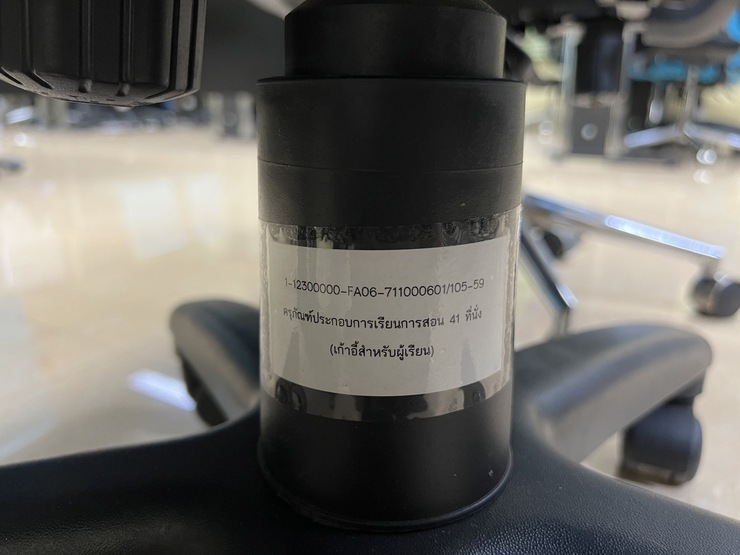 1-12300000-FA06-711000601/105-59
ครุภัณฑ์ประกอบการเรียนการสอน 41 ที่นั่ง
(เก้าอี้สำหรับผู้เรียน)